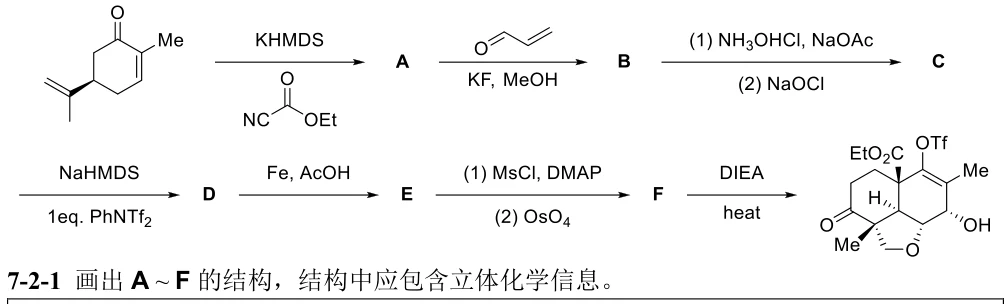 O
Me
KHMDS
O
NC
OEt
A
O
KF, MeOH
B
(1) NH3OHCl, NaOAc
(2) NaOCl
C
NaHMDS
1eq. PhNTf2
D
Fe, AcOH
E
(1) MsCl, DMAP
(2) OsO4
F
DIEA
heat
EtO2C
OTf
Me
H
O
Me
O
OH
7-2-1 画出 A ~ F 的结构，结构中应包含立体化学信息。